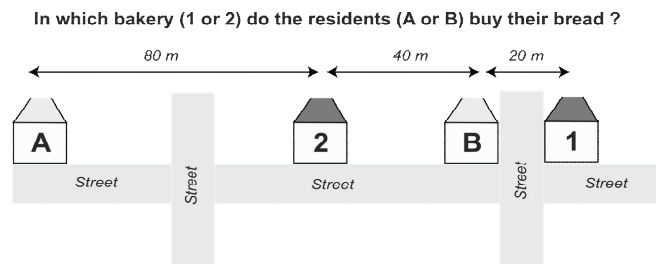 In which bakery (1 or 2) do the residents (A or B) buy their bread ?
80 m 40 m 20 m
A 2 B 1
Street Street Street Street Street